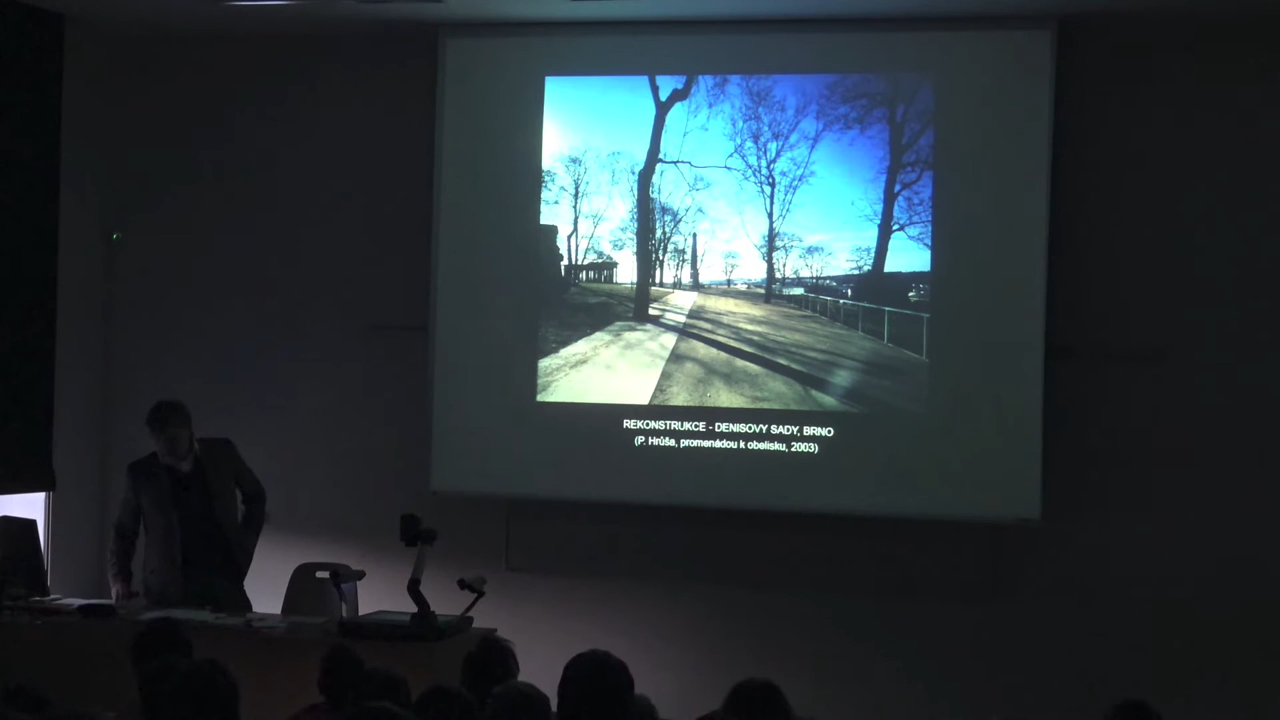 REKONSTRUKCE - DENISOVY SADY, BRNO
(P. Hrůša, promenádou k obelisku, 2003)